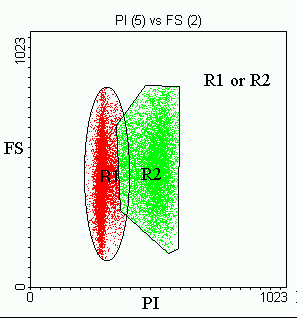 PI (5) vs FS (2)
1023
R1 or R2
FS
R1
R2
0
0
1023
PI